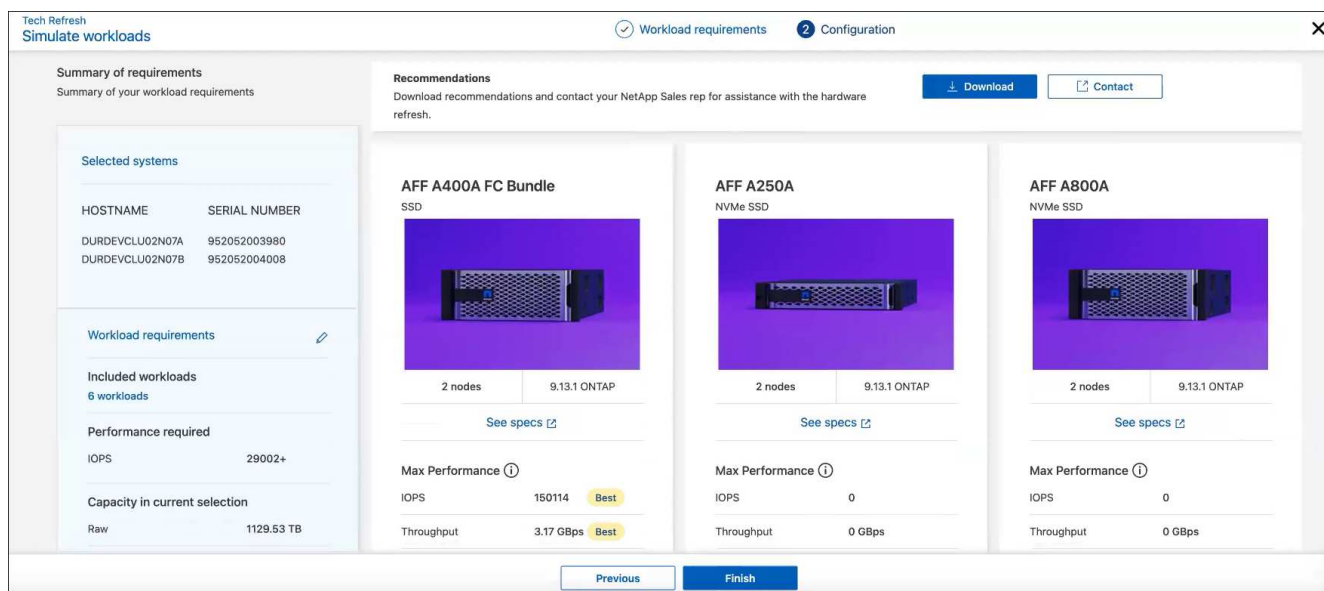 Tech Refresh
Simulate workloads
Workload requirements
2 Configuration
Summary of requirements
Summary of your workload requirements
Selected systems
HOSTNAME SERIAL NUMBER
DURDEVCLU02N07A 952052003980
DURDEVCLU02N07B 952052004008
Workload requirements
Included workloads
6 workloads
Performance required
IOPS 29002+
Capacity in current selection
Raw 1129.53 TB
Recommendations
Download recommendations and contact your NetApp Sales rep for assistance with the hardware
refresh.
Download
Contact
AFF A400A FC Bundle
SSD
2 nodes 9.13.1 ONTAP
See specs
Max Performance
IOPS 150114 Best
Throughput 3.17 GBps Best
AFF A250A
NVMe SSD
2 nodes 9.13.1 ONTAP
See specs
Max Performance
IOPS 0
Throughput 0 GBps
AFF A800A
NVMe SSD
2 nodes 9.13.1 ONTAP
See specs
Max Performance
IOPS 0
Throughput 0 GBps
Previous
Finish